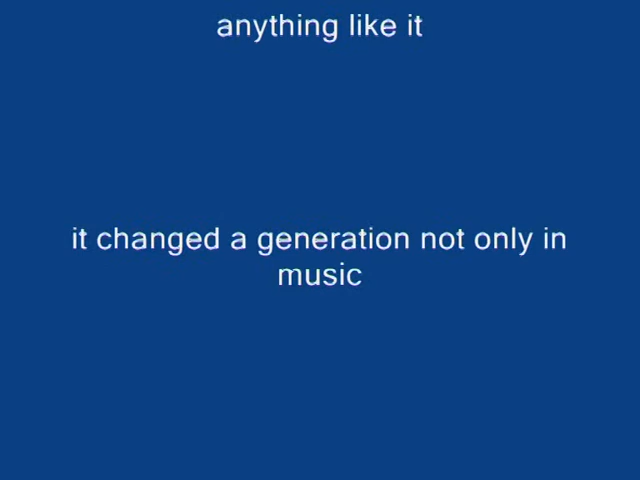 anything like it
it changed a generation not only in
music